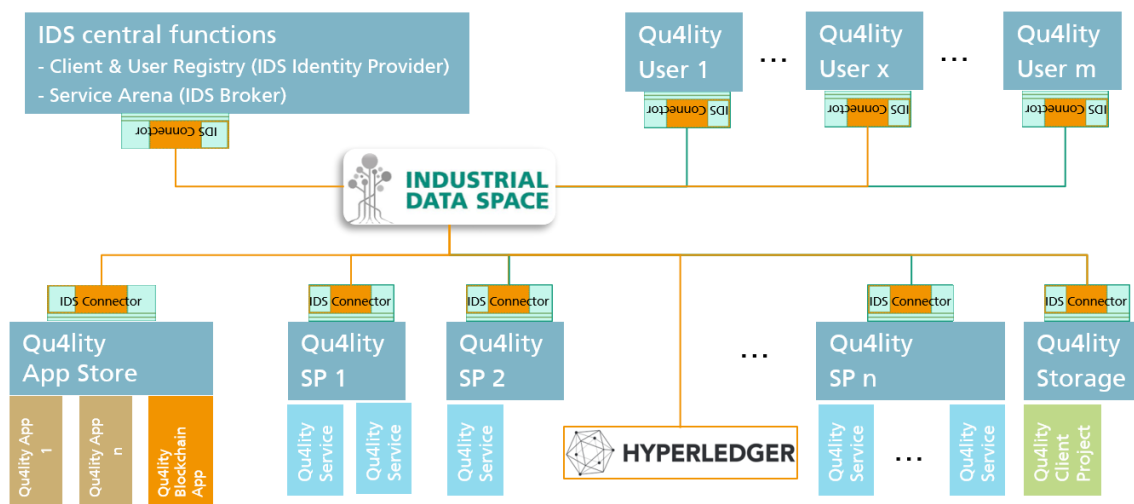 IDS central functions
- Client & User Registry (IDS Identity Provider)
- Service Arena (IDS Broker)
IDS Connector
Qu4lity
User 1
IDS Connector
...
Qu4lity
User x
IDS Connector
...
Qu4lity
User m
IDS Connector
INDUSTRIAL
DATA SPACE
IDS Connector
Qu4lity
App Store
Qu4lity App
1
Qu4lity App
n
Qu4lity
Blockchain
App
IDS Connector
Qu4lity
SP 1
Qu4lity
Service
Qu4lity
Service
IDS Connector
Qu4lity
SP 2
Qu4lity
Service
HYPERLEDGER
...
IDS Connector
Qu4lity
SP n
Qu4lity
Service
...
Qu4lity
Service
IDS Connector
Qu4lity
Storage
Qu4lity
Client
Project